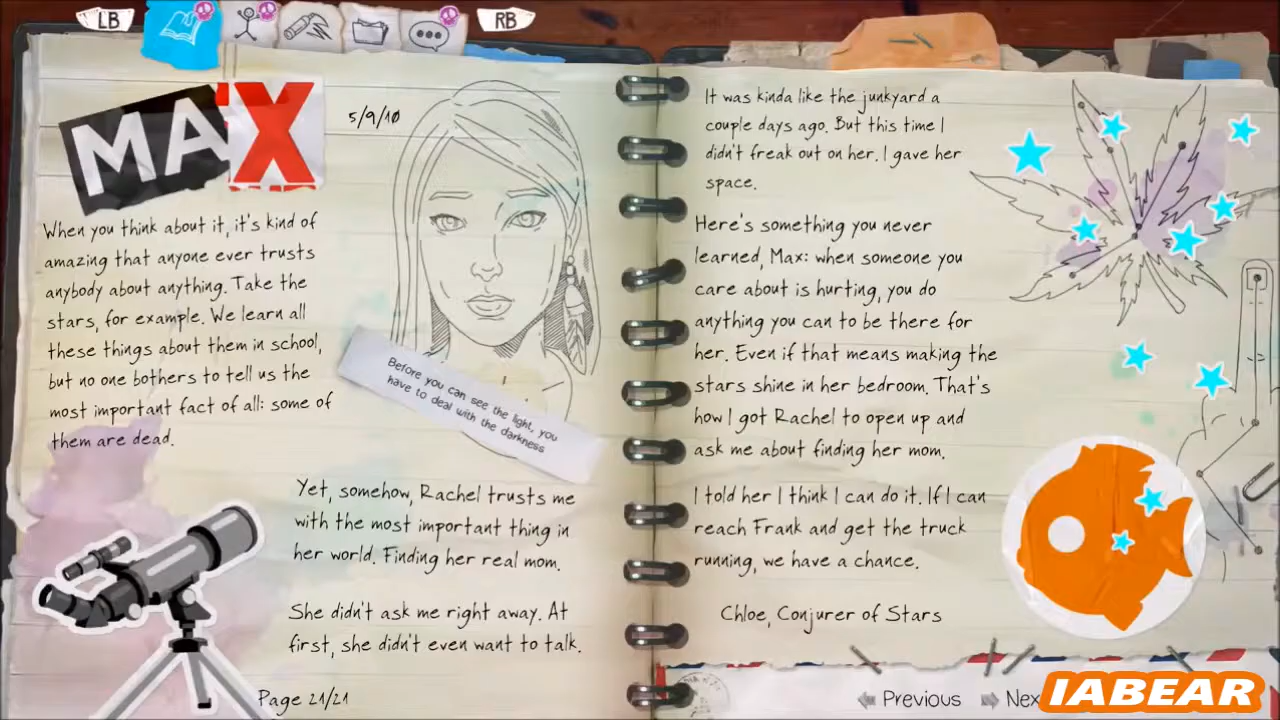 LB
RB
MAX
5/9/10
When you think about it, it's kind of
amazing that anyone ever trusts
anybody about anything. Take the
stars, for example. We learn all
these things about them in school,
but no one bothers to tell us the
most important fact of all: some of
them are dead.
Before you can see the light, you
have to deal with the darkness
Yet, somehow, Rachel trusts me
with the most important thing in
her world. Finding her real mom.
She didn't ask me right away. At
first, she didn't even want to talk.
Page 21/21
It was kinda like the junkyard a
couple days ago. But this time I
didn't freak out on her. I gave her
space.
Here's something you never
learned, Max: when someone you
care about is hurting, you do
anything you can to be there for
her. Even if that means making the
stars shine in her bedroom. That's
how I got Rachel to open up and
ask me about finding her mom.
I told her I think I can do it. If I can
reach Frank and get the truck
running, we have a chance.
Chloe, Conjurer of Stars
Previous
IABEAR